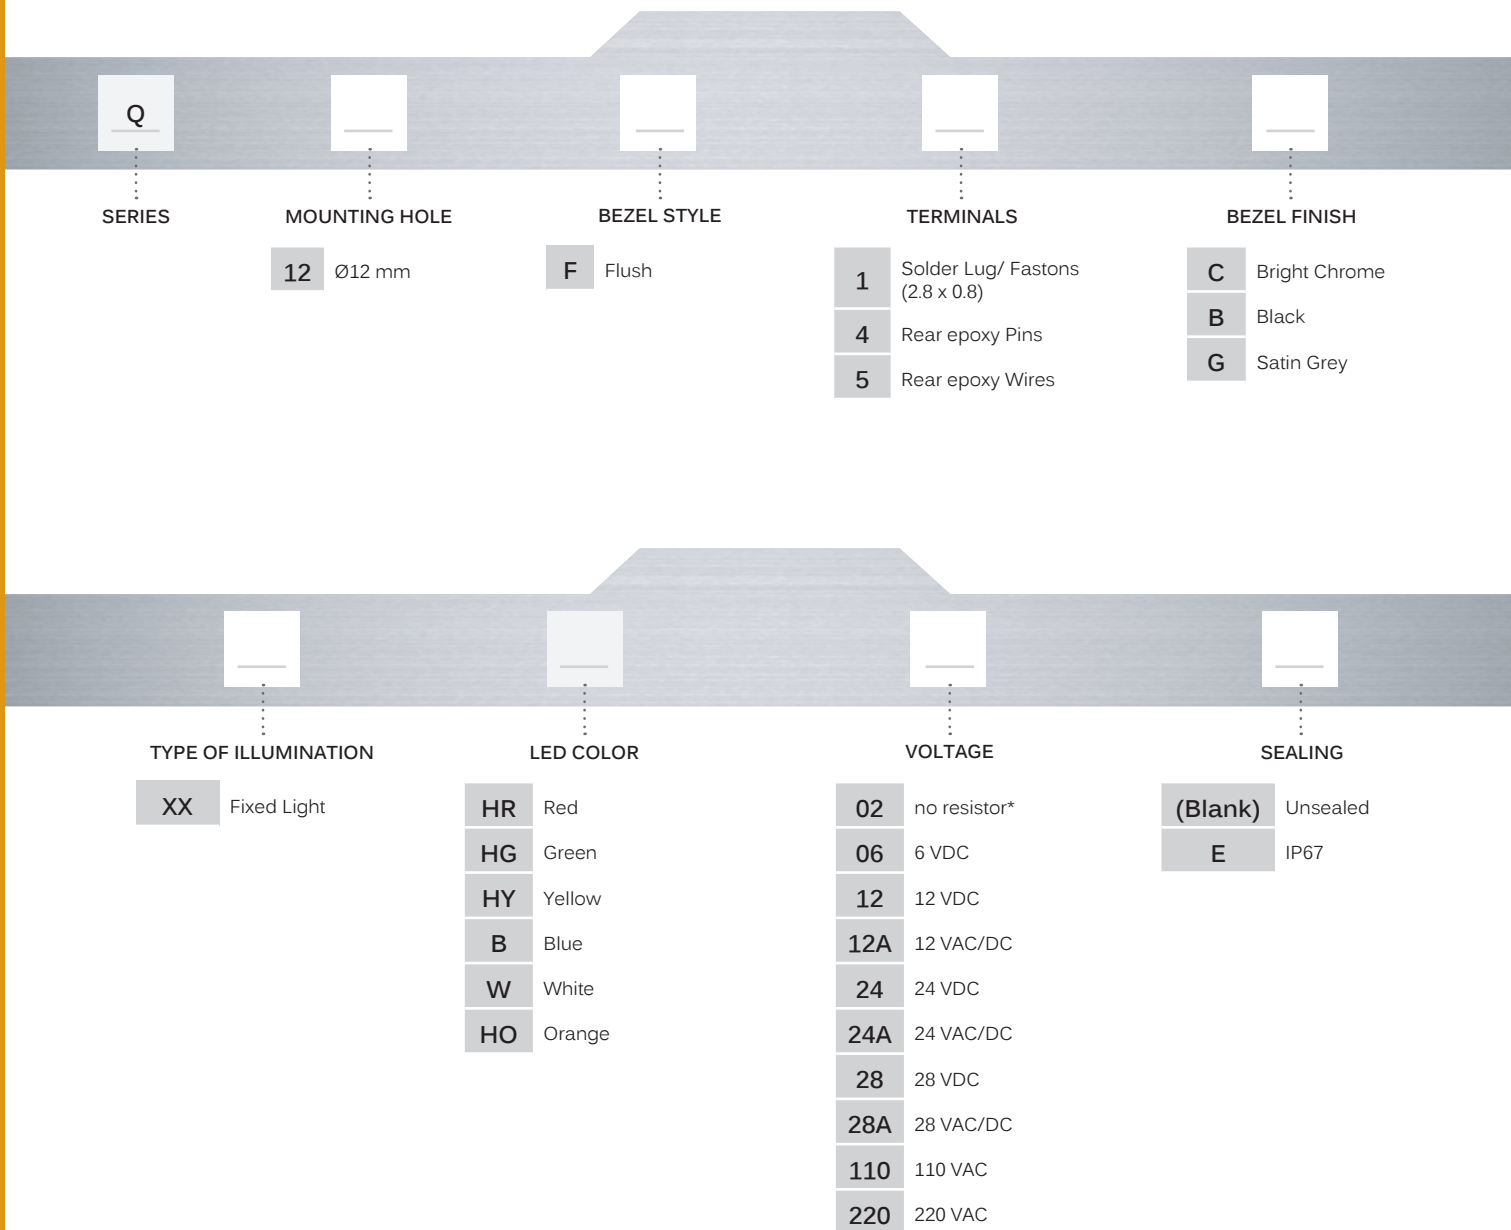 Q
SERIES
MOUNTING HOLE
12 Ø12 mm
BEZEL STYLE
F Flush
TERMINALS
1 Solder Lug/ Fastons
(2.8 x 0.8)
4 Rear epoxy Pins
5 Rear epoxy Wires
BEZEL FINISH
C Bright Chrome
B Black
G Satin Grey
TYPE OF ILLUMINATION
XX Fixed Light
LED COLOR
HR Red
HG Green
HY Yellow
B Blue
W White
HO Orange
VOLTAGE
02 no resistor*
06 6 VDC
12 12 VDC
12A 12 VAC/DC
24 24 VDC
24A 24 VAC/DC
28 28 VDC
28A 28 VAC/DC
110 110 VAC
220 220 VAC
SEALING
(Blank) Unsealed
E IP67